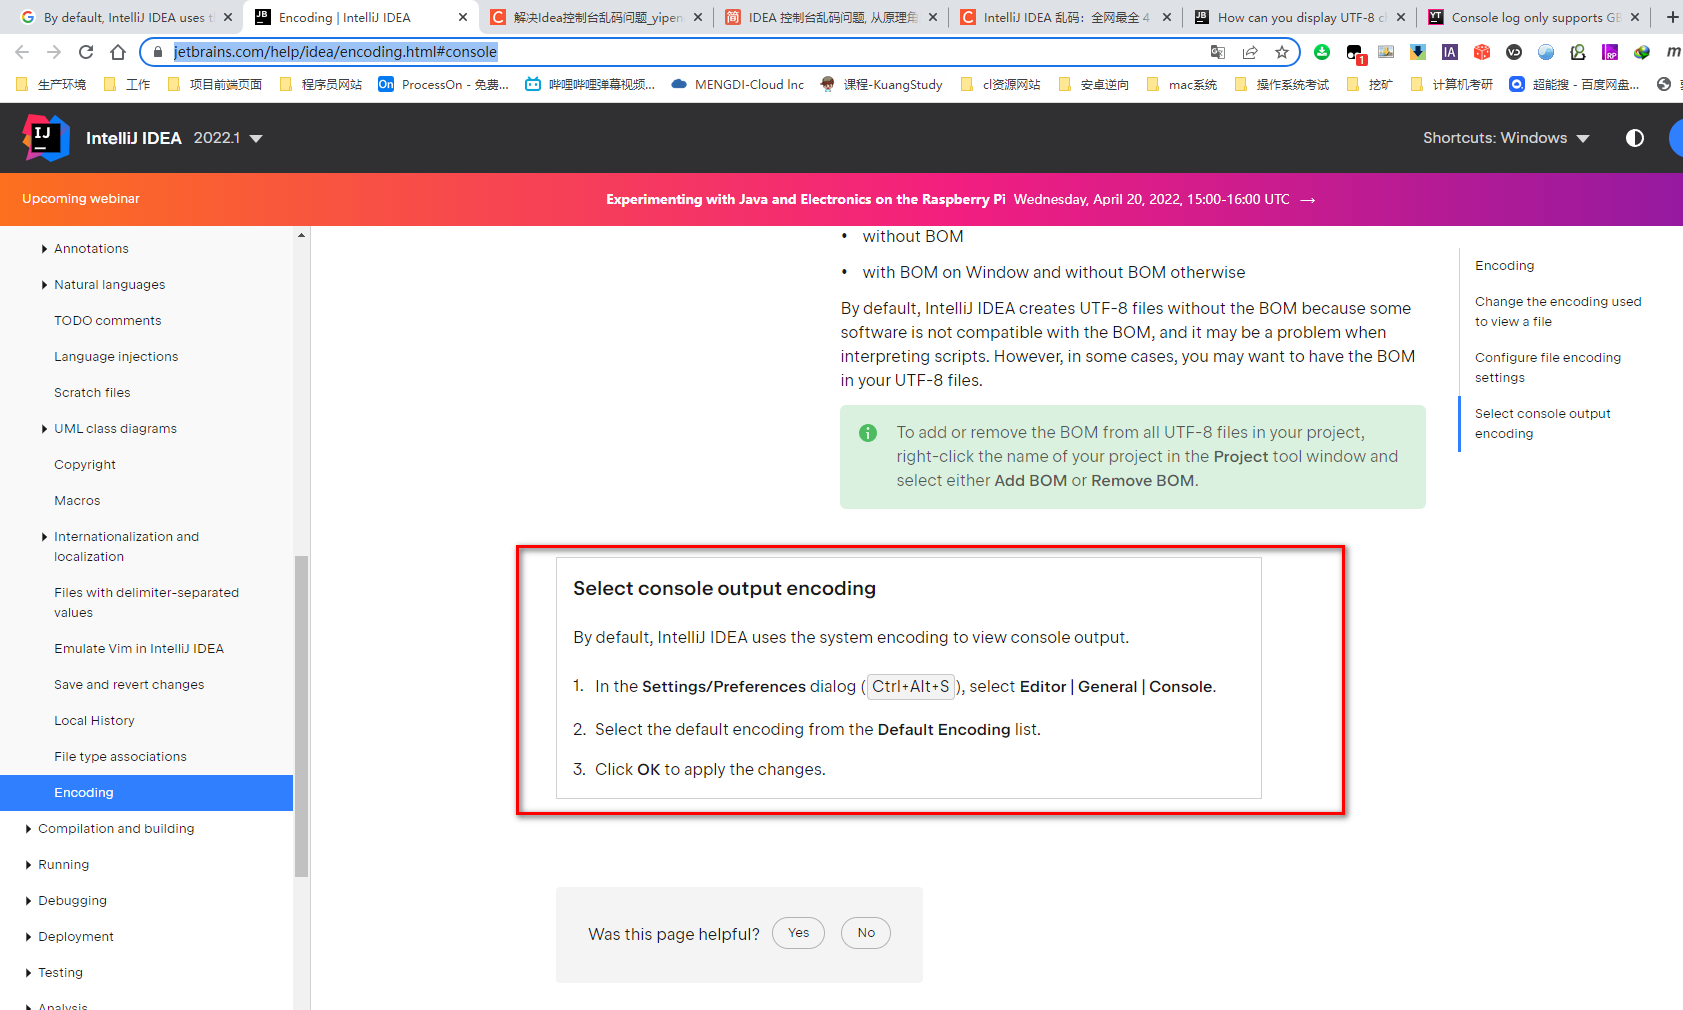 By default, IntelliJ IDEA uses t
Encoding | IntelliJ IDEA
解决Idea控制台乱码问题_yipen
IDEA 控制台乱码问题, 从原理角
IntelliJ IDEA 乱码：全网最全 4
How can you display UTF-8 c
Console log only supports GB
jetbrains.com/help/idea/encoding.html#console
生产环境
工作
项目前端页面
程序员网站
ProcessOn - 免费...
哔哩哔哩弹幕视频...
MENGDI-Cloud lnc
课程-KuangStudy
cl资源网站
安卓逆向
mac系统
操作系统考试
挖矿
计算机考研
超能搜 - 百度网盘...
IntelliJ IDEA 2022.1
Shortcuts: Windows
Upcoming webinar
Experimenting with Java and Electronics on the Raspberry Pi Wednesday, April 20, 2022, 15:00-16:00 UTC →
Annotations
Natural languages
TODO comments
Language injections
Scratch files
UML class diagrams
Copyright
Macros
Internationalization and
localization
Files with delimiter-separated
values
Emulate Vim in IntelliJ IDEA
Save and revert changes
Local History
File type associations
Encoding
Compilation and building
Running
Debugging
Deployment
Testing
Analysis
• without BOM
• with BOM on Window and without BOM otherwise
By default, IntelliJ IDEA creates UTF-8 files without the BOM because some
software is not compatible with the BOM, and it may be a problem when
interpreting scripts. However, in some cases, you may want to have the BOM
in your UTF-8 files.
To add or remove the BOM from all UTF-8 files in your project,
right-click the name of your project in the Project tool window and
select either Add BOM or Remove BOM.
Select console output encoding
By default, IntelliJ IDEA uses the system encoding to view console output.
1. In the Settings/Preferences dialog (Ctrl+Alt+S), select Editor | General | Console.
2. Select the default encoding from the Default Encoding list.
3. Click OK to apply the changes.
Was this page helpful?
Yes
No
Encoding
Change the encoding used
to view a file
Configure file encoding
settings
Select console output
encoding